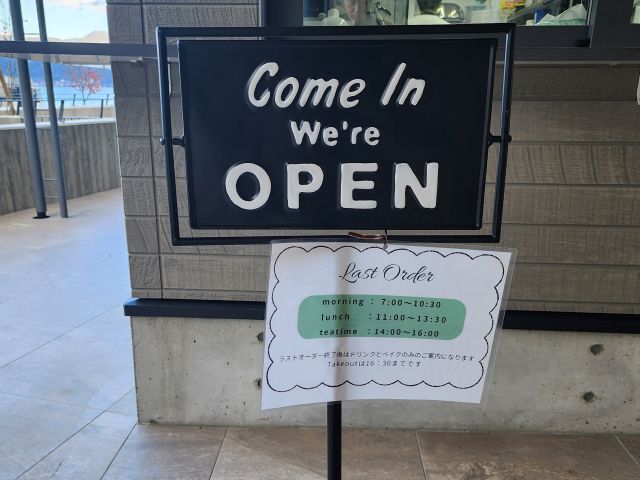 Come In
We're
OPEN
Last Order
morning : 7:00〜10:30
lunch : 11:00〜13:30
teatime : 14:00〜16:00
ラストオーダー終了後はドリンクとベイクのみのご案内になります
Takeoutは16:30までです